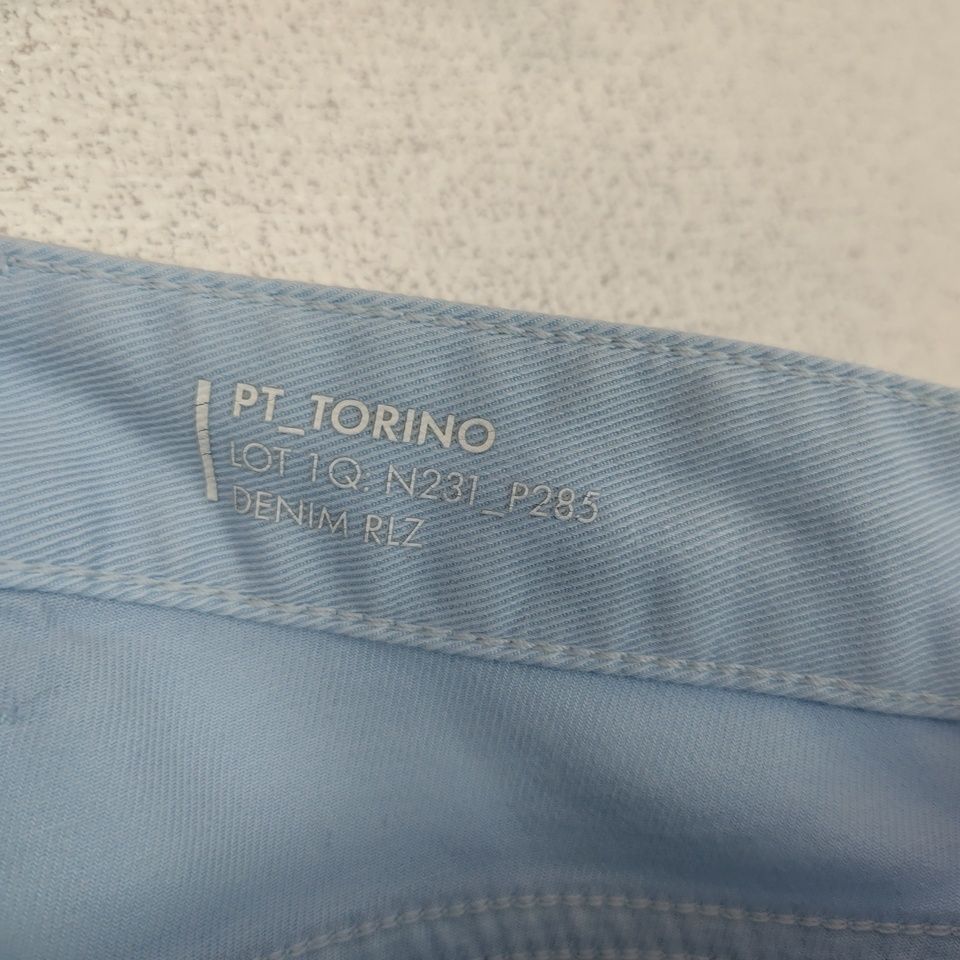 PT_TORINO
LOT 1Q: N231_P285
DENIM RLZ